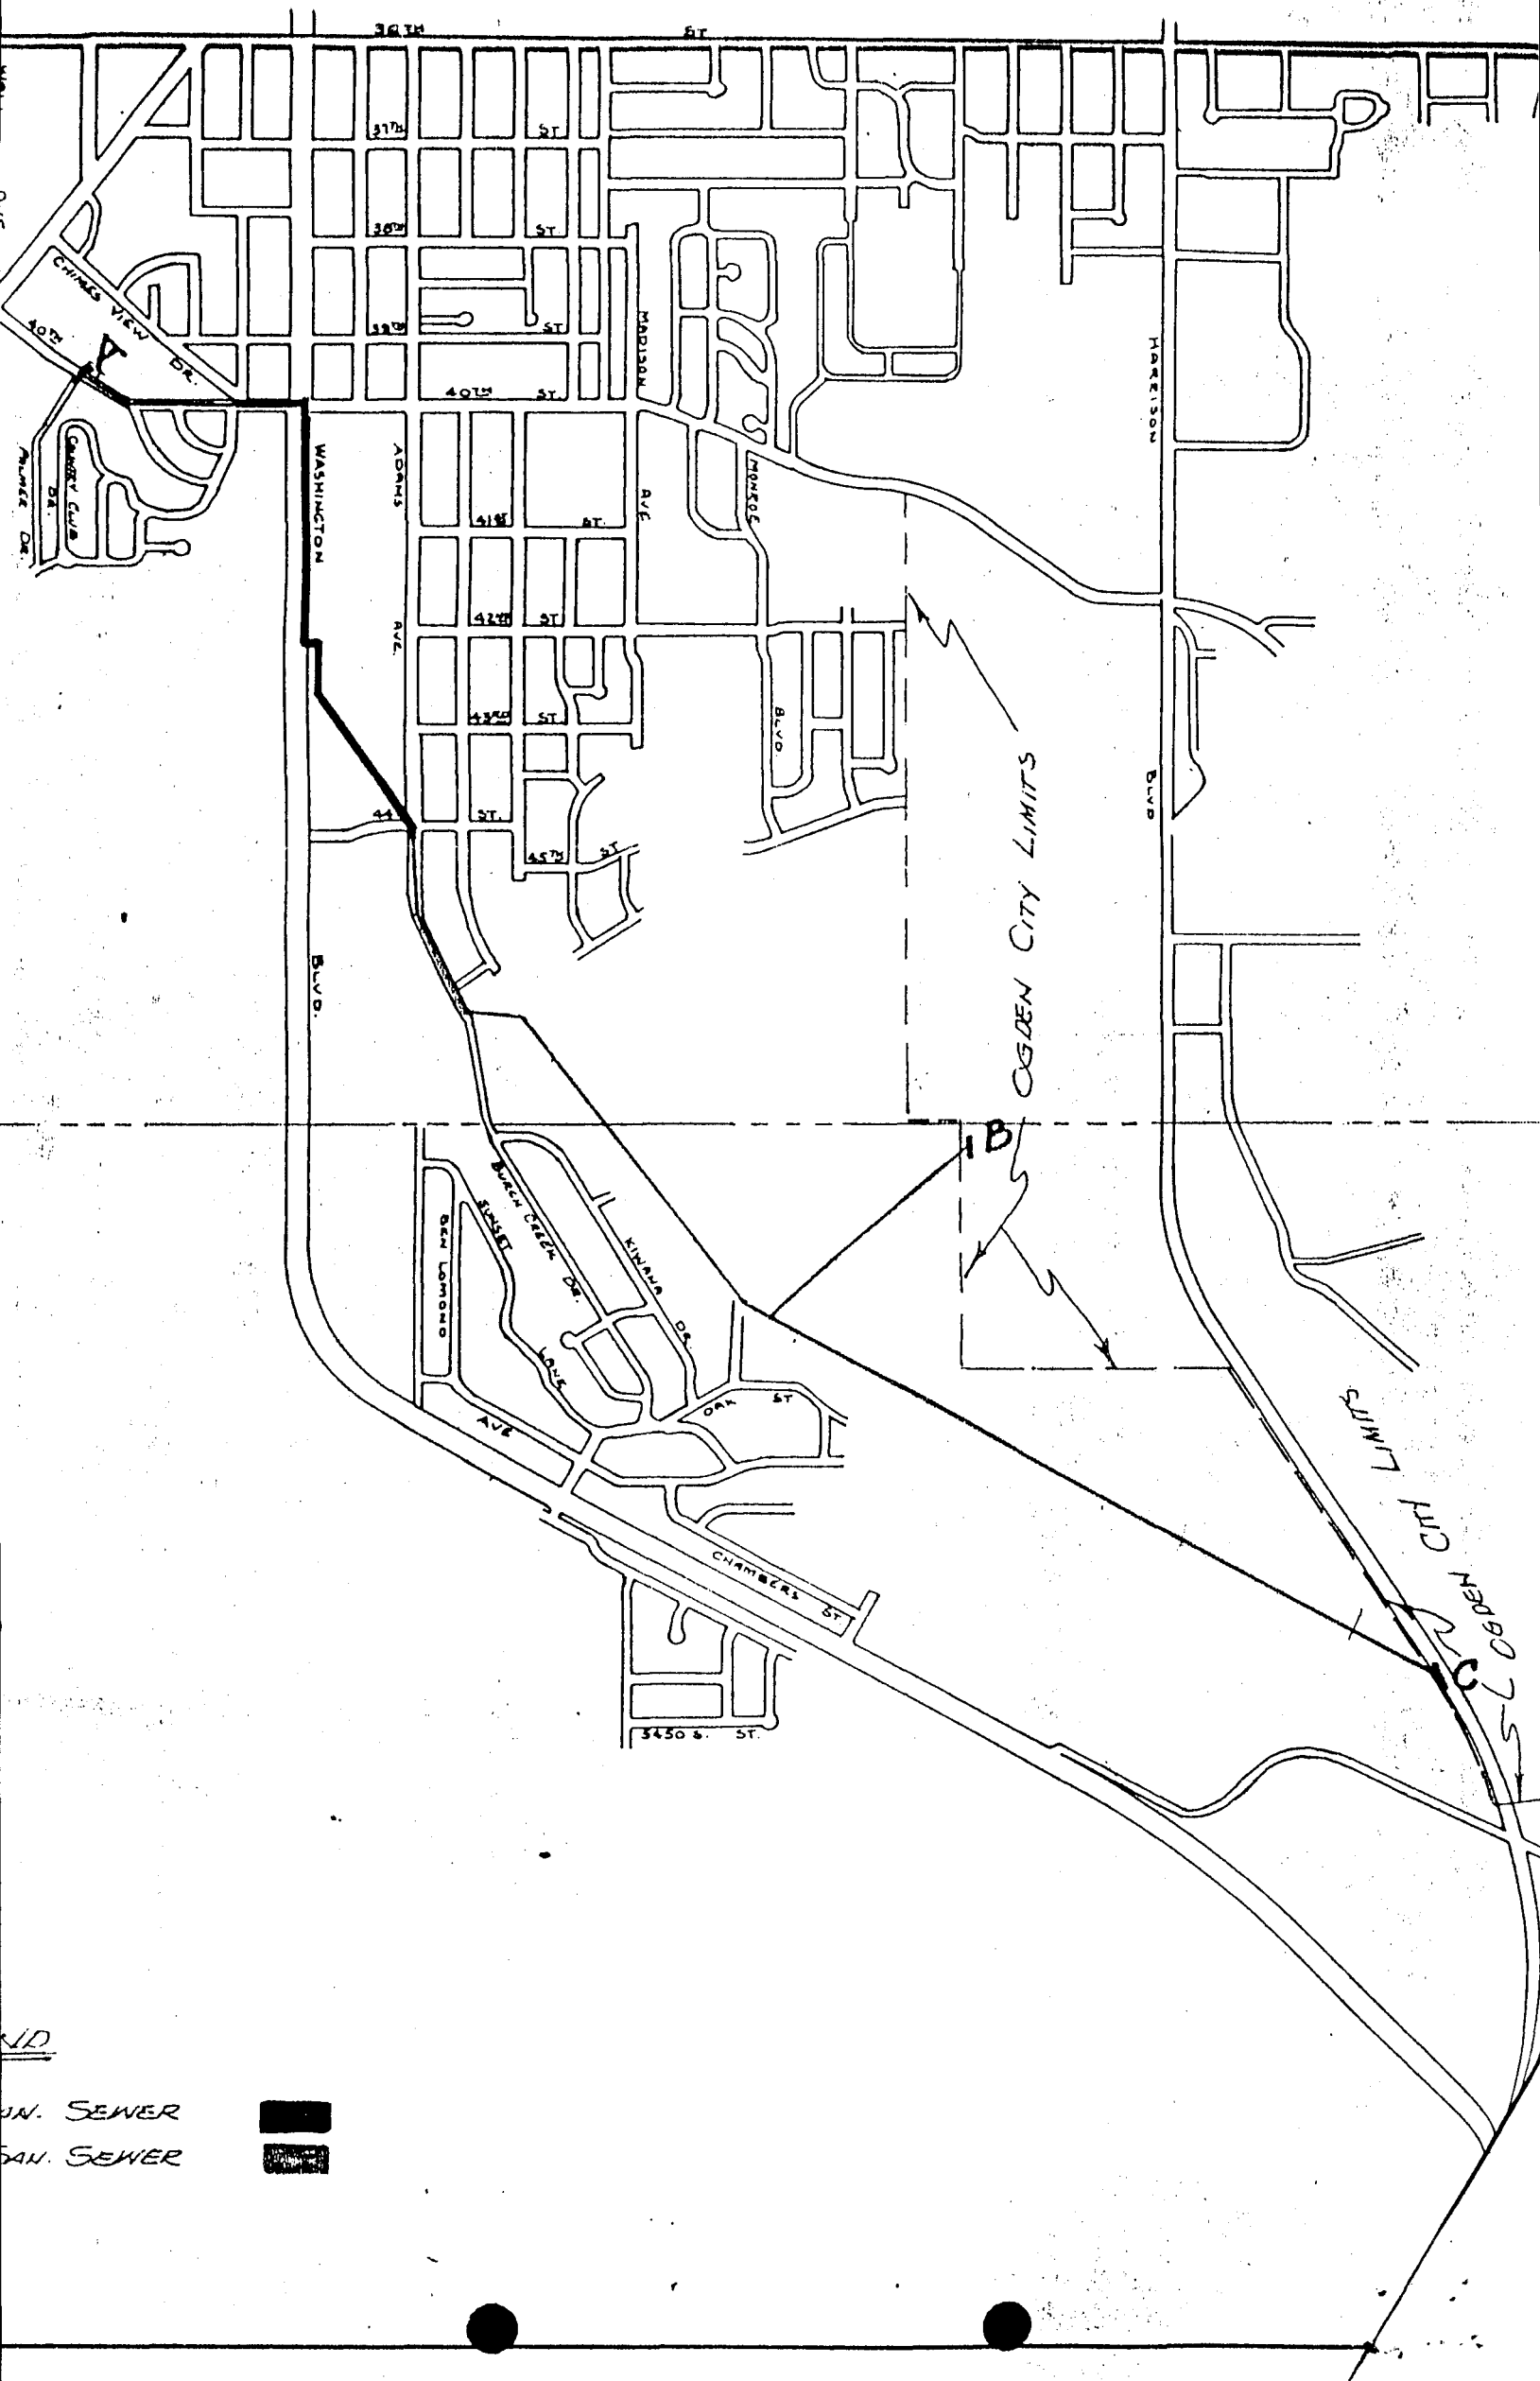 36TH ST
37TH ST
38TH ST
39TH ST
CHIMES VIEW DR.
40TH
40TH ST.
MADISON AVE
HARRISON BLVD
COUNTRY CLUB DR.
PALMER DR.
WASHINGTON BLVD.
ADAMS AVE.
MONROE BLVD.
41ST ST.
42ND ST
43RD ST
44 ST.
45TH ST
OGDEN CITY LIMITS
B
BURCH CREEK DR.
SUNSET LANE
KIWANA DR.
BEN LOMOND AVE
OAK ST
CHAMBERS ST
OGDEN CITY LIMITS
C
5450 S. ST.
ND
UN. SEWER
SAN. SEWER